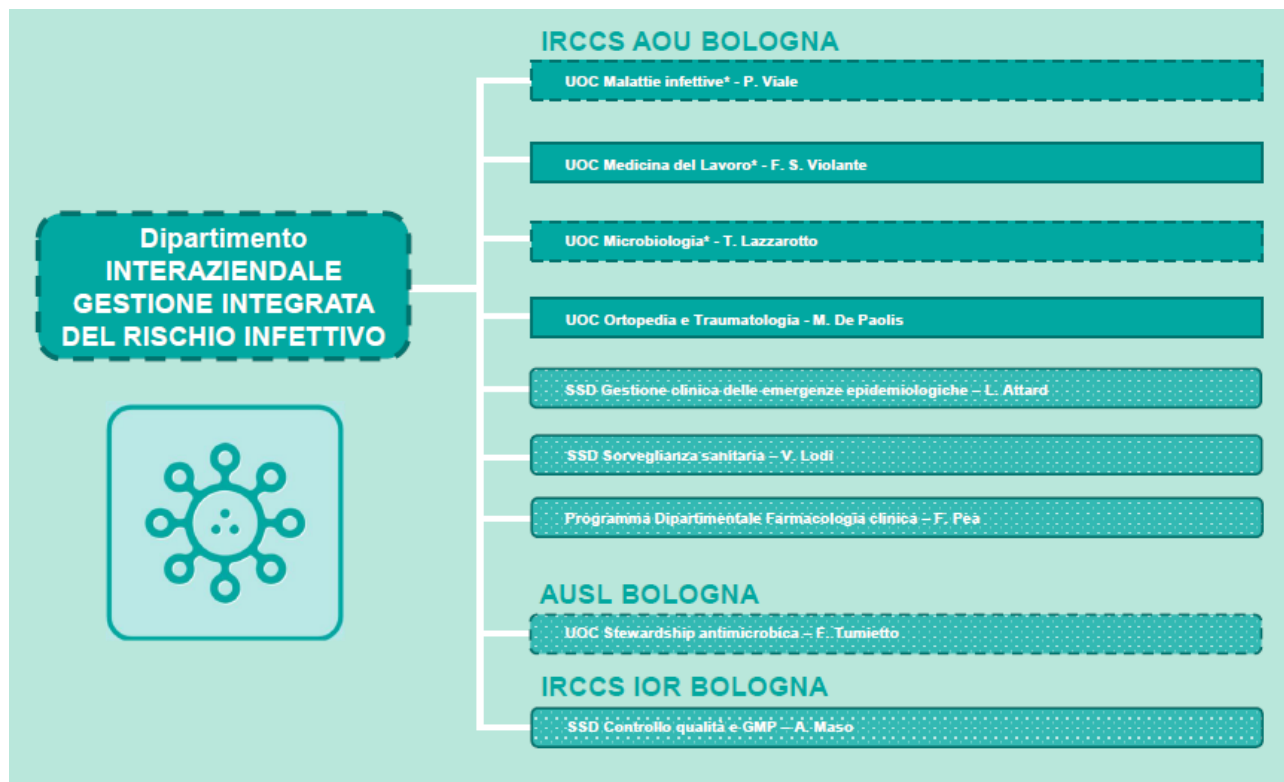 Dipartimento
INTERAZIENDALE
GESTIONE INTEGRATA
DEL RISCHIO INFETTIVO
IRCCS AOU BOLOGNA
UOC Malattie infettive* - P. Viale
UOC Medicina del Lavoro* - F. S. Violante
UOC Microbiologia* - T. Lazzarotto
UOC Ortopedia e Traumatologia - M. De Paolis
SSD Gestione clinica delle emergenze epidemiologiche – L. Attard
SSD Sorveglianza sanitaria – V. Lodi
Programma Dipartimentale Farmacologia clinica – F. Pea
AUSL BOLOGNA
UOC Stewardship antimicrobica – F. Tumietto
IRCCS IOR BOLOGNA
SSD Controllo qualità e GMP – A. Maso